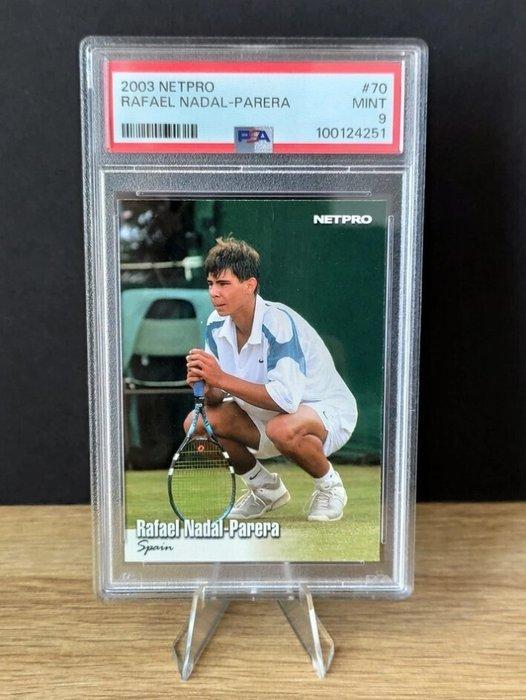 2003 NETPRO #70
RAFAEL NADAL-PARERA MINT
9
PSA 100124251
NETPRO
Rafael Nadal-Parera
Spain